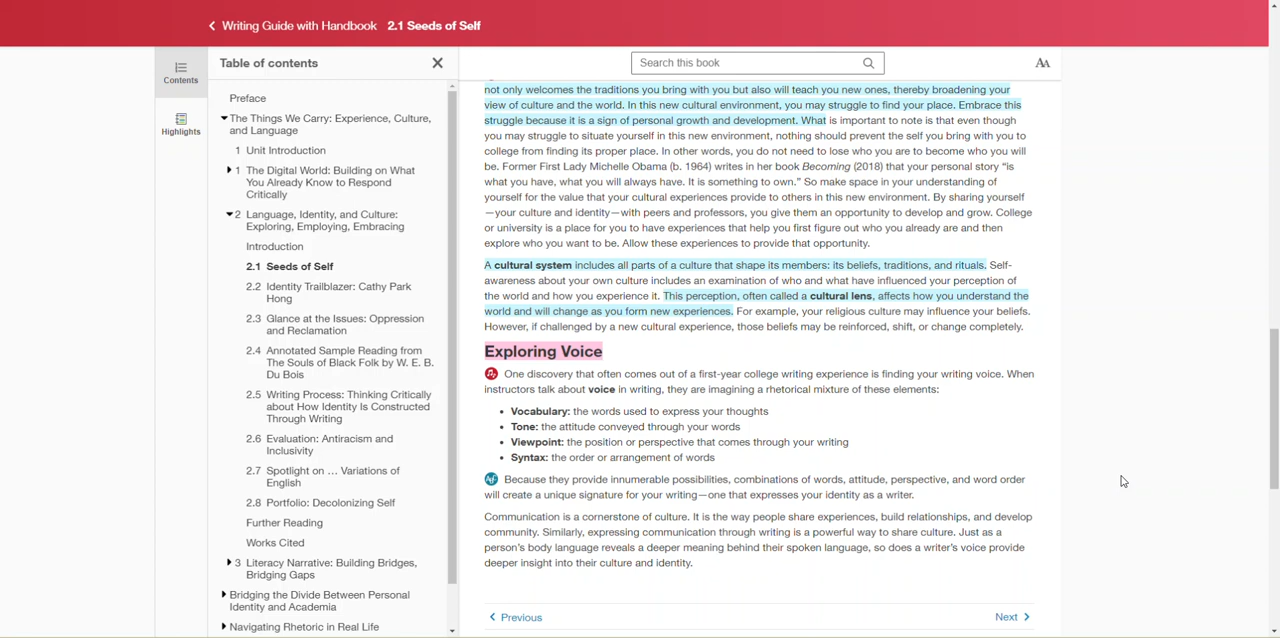 Writing Guide with Handbook 2.1 Seeds of Self
Contents
Highlights
Table of contents
Preface
The Things We Carry: Experience, Culture,
and Language
1 Unit Introduction
1 The Digital World: Building on What
You Already Know to Respond
Critically
2 Language, Identity, and Culture:
Exploring, Employing, Embracing
Introduction
2.1 Seeds of Self
2.2 Identity Trailblazer: Cathy Park
Hong
2.3 Glance at the Issues: Oppression
and Reclamation
2.4 Annotated Sample Reading from
The Souls of Black Folk by W. E. B.
Du Bois
2.5 Writing Process: Thinking Critically
about How Identity Is Constructed
Through Writing
2.6 Evaluation: Antiracism and
Inclusivity
2.7 Spotlight on … Variations of
English
2.8 Portfolio: Decolonizing Self
Further Reading
Works Cited
3 Literacy Narrative: Building Bridges,
Bridging Gaps
Bridging the Divide Between Personal
Identity and Academia
Navigating Rhetoric in Real Life
Search this book
AA
not only welcomes the traditions you bring with you but also will teach you new ones, thereby broadening your
view of culture and the world. In this new cultural environment, you may struggle to find your place. Embrace this
struggle because it is a sign of personal growth and development. What is important to note is that even though
you may struggle to situate yourself in this new environment, nothing should prevent the self you bring with you to
college from finding its proper place. In other words, you do not need to lose who you are to become who you will
be. Former First Lady Michelle Obama (b. 1964) writes in her book Becoming (2018) that your personal story “is
what you have, what you will always have. It is something to own.” So make space in your understanding of
yourself for the value that your cultural experiences provide to others in this new environment. By sharing yourself
—your culture and identity—with peers and professors, you give them an opportunity to develop and grow. College
or university is a place for you to have experiences that help you first figure out who you already are and then
explore who you want to be. Allow these experiences to provide that opportunity.
A cultural system includes all parts of a culture that shape its members: its beliefs, traditions, and rituals. Self-
awareness about your own culture includes an examination of who and what have influenced your perception of
the world and how you experience it. This perception, often called a cultural lens, affects how you understand the
world and will change as you form new experiences. For example, your religious culture may influence your beliefs.
However, if challenged by a new cultural experience, those beliefs may be reinforced, shift, or change completely.
Exploring Voice
One discovery that often comes out of a first-year college writing experience is finding your writing voice. When
instructors talk about voice in writing, they are imagining a rhetorical mixture of these elements:
• Vocabulary: the words used to express your thoughts
• Tone: the attitude conveyed through your words
• Viewpoint: the position or perspective that comes through your writing
• Syntax: the order or arrangement of words
Because they provide innumerable possibilities, combinations of words, attitude, perspective, and word order
will create a unique signature for your writing—one that expresses your identity as a writer.
Communication is a cornerstone of culture. It is the way people share experiences, build relationships, and develop
community. Similarly, expressing communication through writing is a powerful way to share culture. Just as a
person’s body language reveals a deeper meaning behind their spoken language, so does a writer’s voice provide
deeper insight into their culture and identity.
Previous
Next